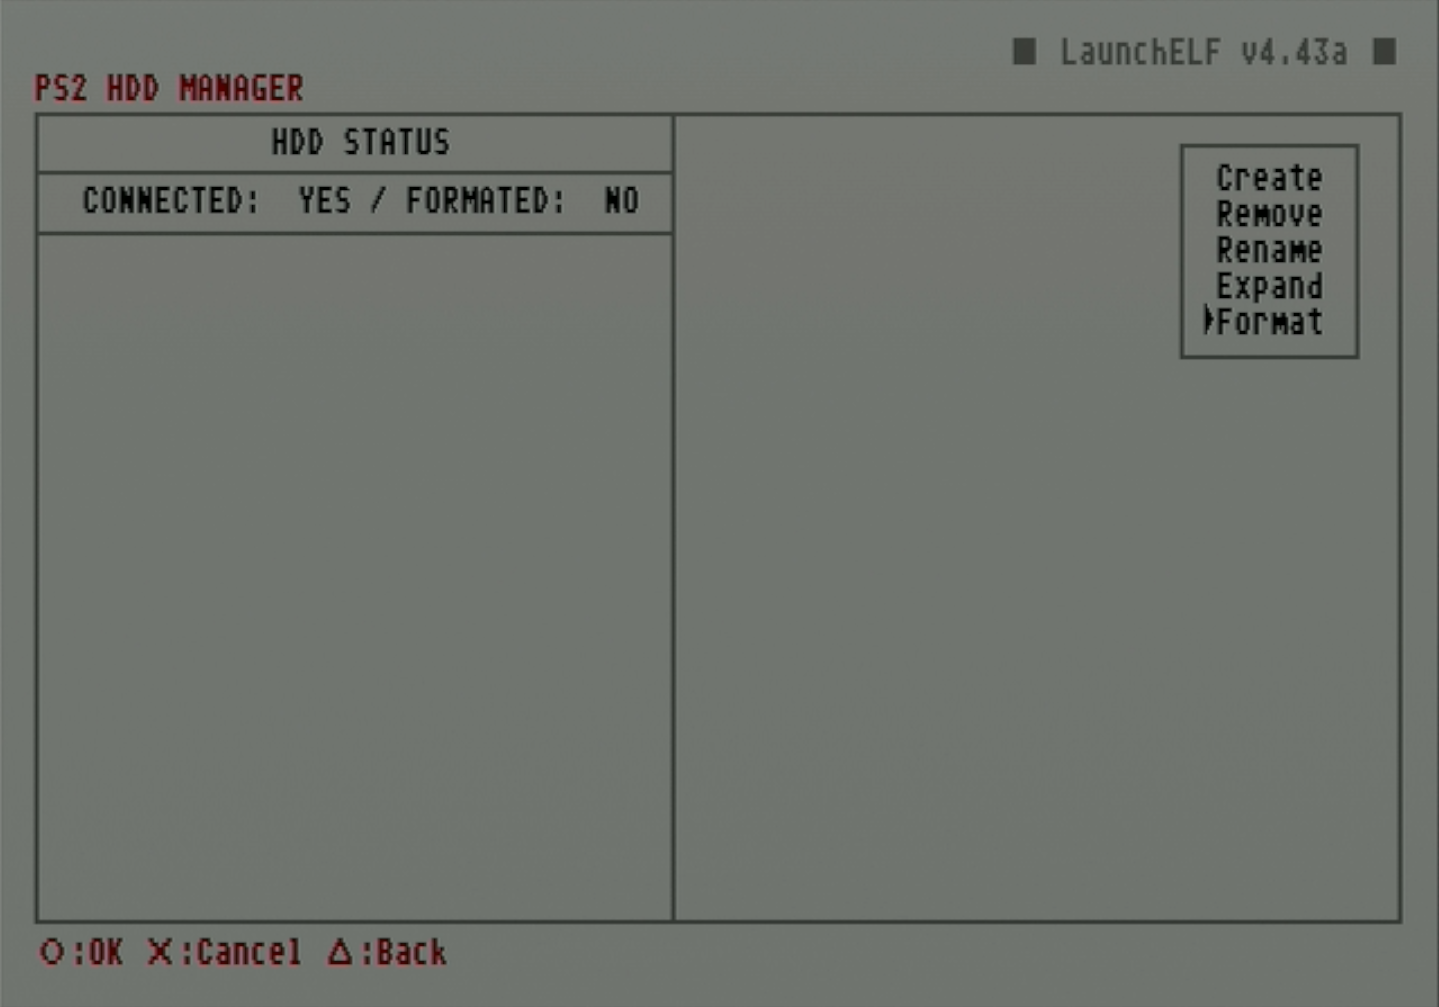 ■ LaunchELF v4.43a ■
PS2 HDD MANAGER
HDD STATUS
CONNECTED: YES / FORMATED: NO
Create
Remove
Rename
Expand
Format
O:OK X:Cancel △:Back